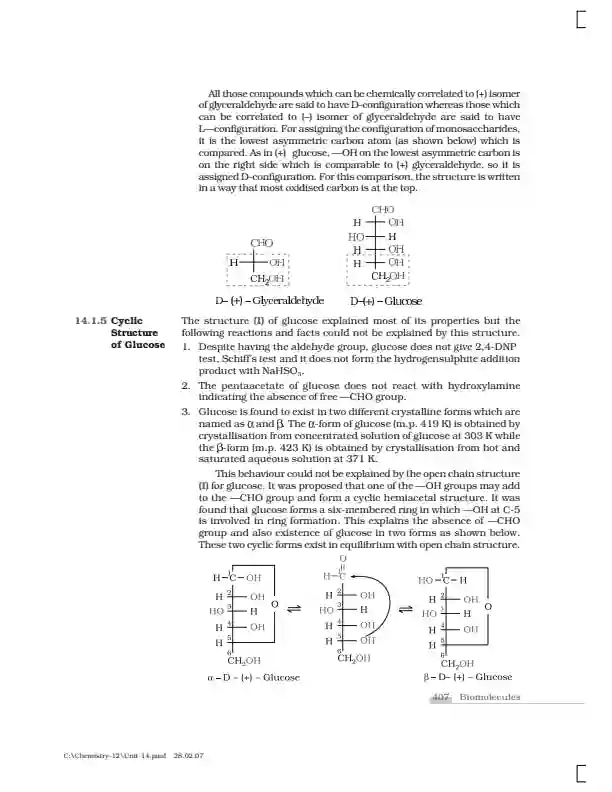 All those compounds which can be chemically correlated to (+) isomer
of glyceraldehyde are said to have D-configuration whereas those which
can be correlated to (–) isomer of glyceraldehyde are said to have
L—configuration. For assigning the configuration of monosaccharides,
it is the lowest asymmetric carbon atom (as shown below) which is
compared. As in (+) glucose, —OH on the lowest asymmetric carbon is
on the right side which is comparable to (+) glyceraldehyde, so it is
assigned D-configuration. For this comparison, the structure is written
in a way that most oxidised carbon is at the top.
CHO
H OH
CH2OH
D– (+) – Glyceraldehyde
CHO
H OH
HO H
H OH
H OH
CH2OH
D–(+) – Glucose
14.1.5 Cyclic
Structure
of Glucose
The structure (I) of glucose explained most of its properties but the
following reactions and facts could not be explained by this structure.
1. Despite having the aldehyde group, glucose does not give 2,4-DNP
test, Schiff's test and it does not form the hydrogensulphite addition
product with NaHSO3.
2. The pentaacetate of glucose does not react with hydroxylamine
indicating the absence of free —CHO group.
3. Glucose is found to exist in two different crystalline forms which are
named as α and β. The α-form of glucose (m.p. 419 K) is obtained by
crystallisation from concentrated solution of glucose at 303 K while
the β-form (m.p. 423 K) is obtained by crystallisation from hot and
saturated aqueous solution at 371 K.
This behaviour could not be explained by the open chain structure
(I) for glucose. It was proposed that one of the —OH groups may add
to the —CHO group and form a cyclic hemiacetal structure. It was
found that glucose forms a six-membered ring in which —OH at C-5
is involved in ring formation. This explains the absence of —CHO
group and also existence of glucose in two forms as shown below.
These two cyclic forms exist in equilibrium with open chain structure.
H – 1C – OH
H 2 OH
HO 3 H
O
H 4 OH
H 5
6
CH2OH
α – D – (+) – Glucose
⇌
O
H – 1C
H 2 OH
HO 3 H
H 4 OH
H 5 OH
6
CH2OH
⇌
HO – 1C – H
H 2 OH
HO 3 H
O
H 4 OH
H 5
6
CH2OH
β – D– (+) – Glucose
407 Biomolecules
C:\Chemistry-12\Unit-14.pmd 28.02.07